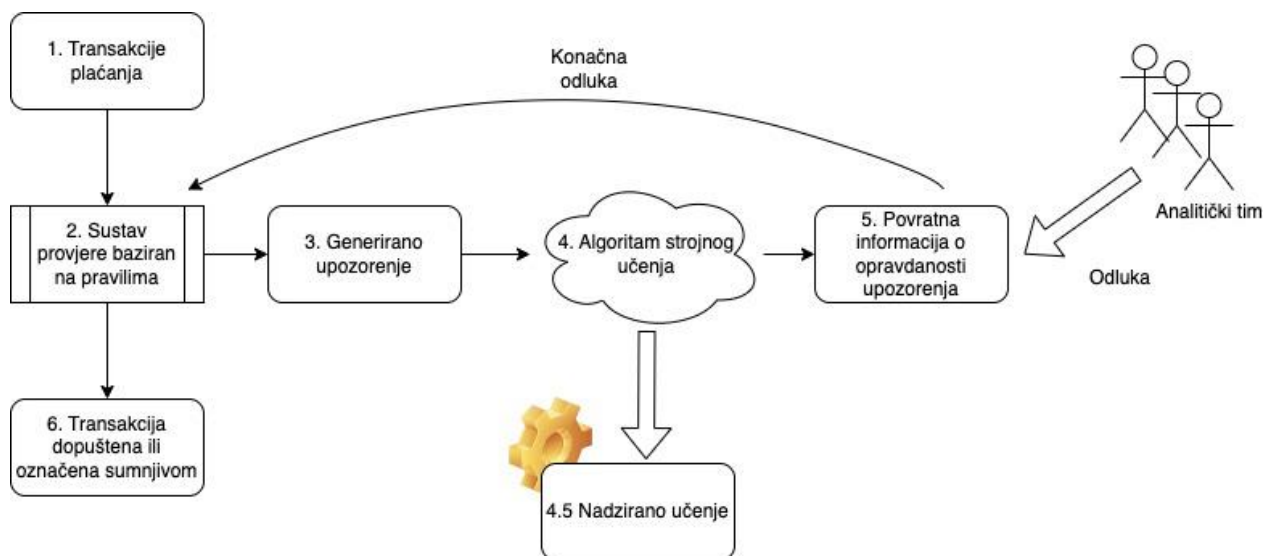 1. Transakcije
plaćanja
Konačna
odluka
2. Sustav
provjere baziran
na pravilima
3. Generirano
upozorenje
4. Algoritam strojnog
učenja
5. Povratna
informacija o
opravdanosti
upozorenja
Analitički tim
Odluka
6. Transakcija
dopuštena ili
označena sumnjivom
4.5 Nadzirano učenje